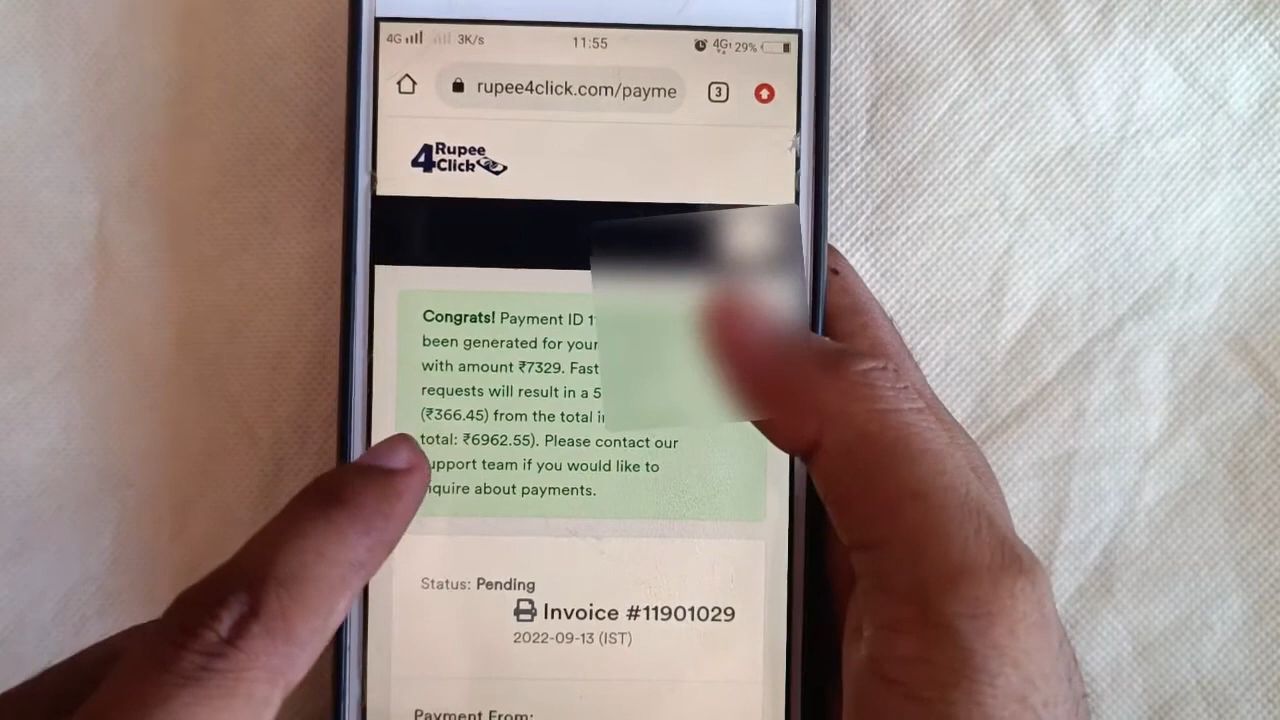 4G 3K/s 11:55 4G 29%
rupee4click.com/payme 3
4 Rupee
Click
Congrats! Payment ID 1
been generated for your
with amount ₹7329. Fast
requests will result in a 5
(₹366.45) from the total
total: ₹6962.55). Please contact our
upport team if you would like to
quire about payments.
Status: Pending
Invoice #11901029
2022-09-13 (IST)
Payment From: